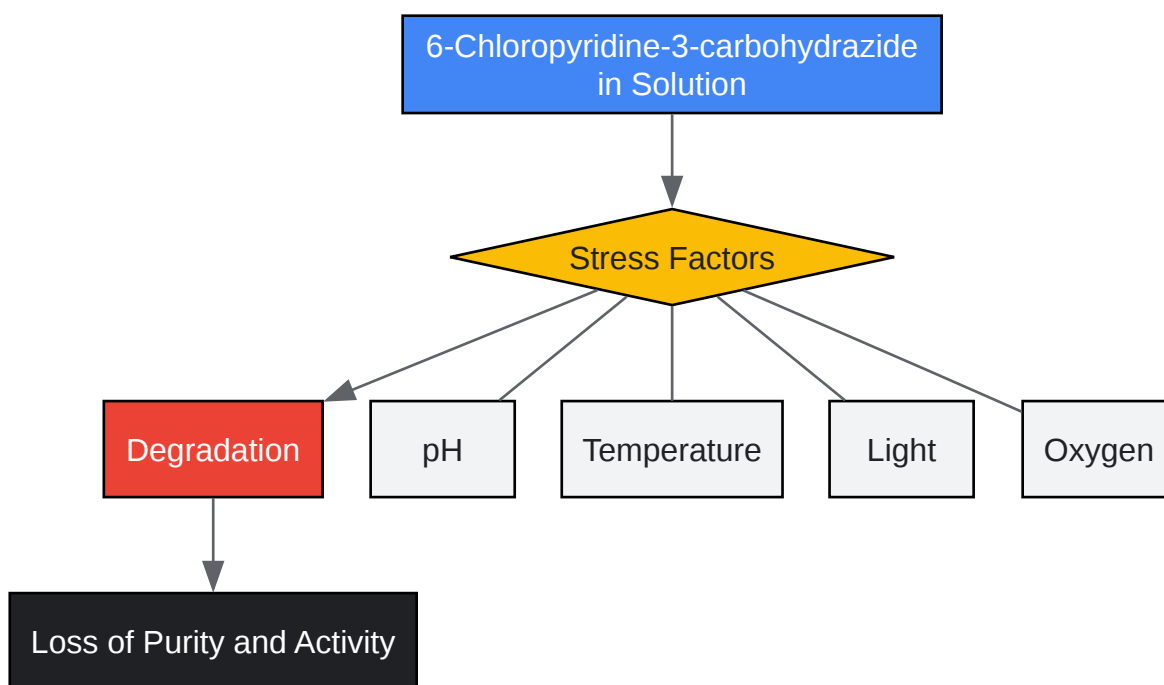 6-Chloropyridine-3-carbohydrazide
in Solution
Stress Factors
Degradation
pH
Temperature
Light
Oxygen
Loss of Purity and Activity